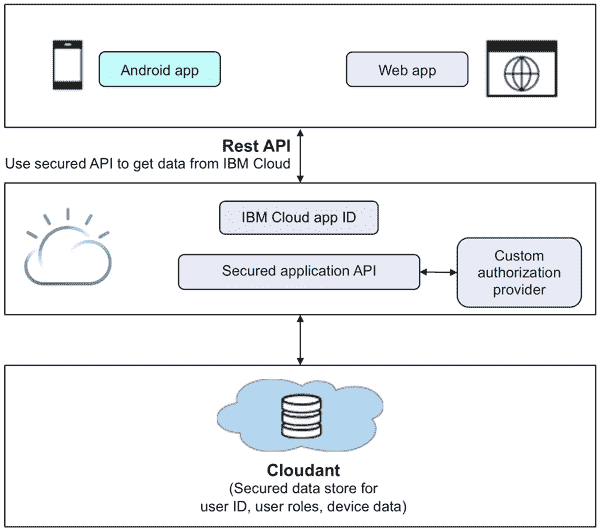 Android app
Web app
Rest API
Use secured API to get data from IBM Cloud
IBM Cloud app ID
Secured application API
Custom
authorization
provider
Cloudant
(Secured data store for
user ID, user roles, device data)